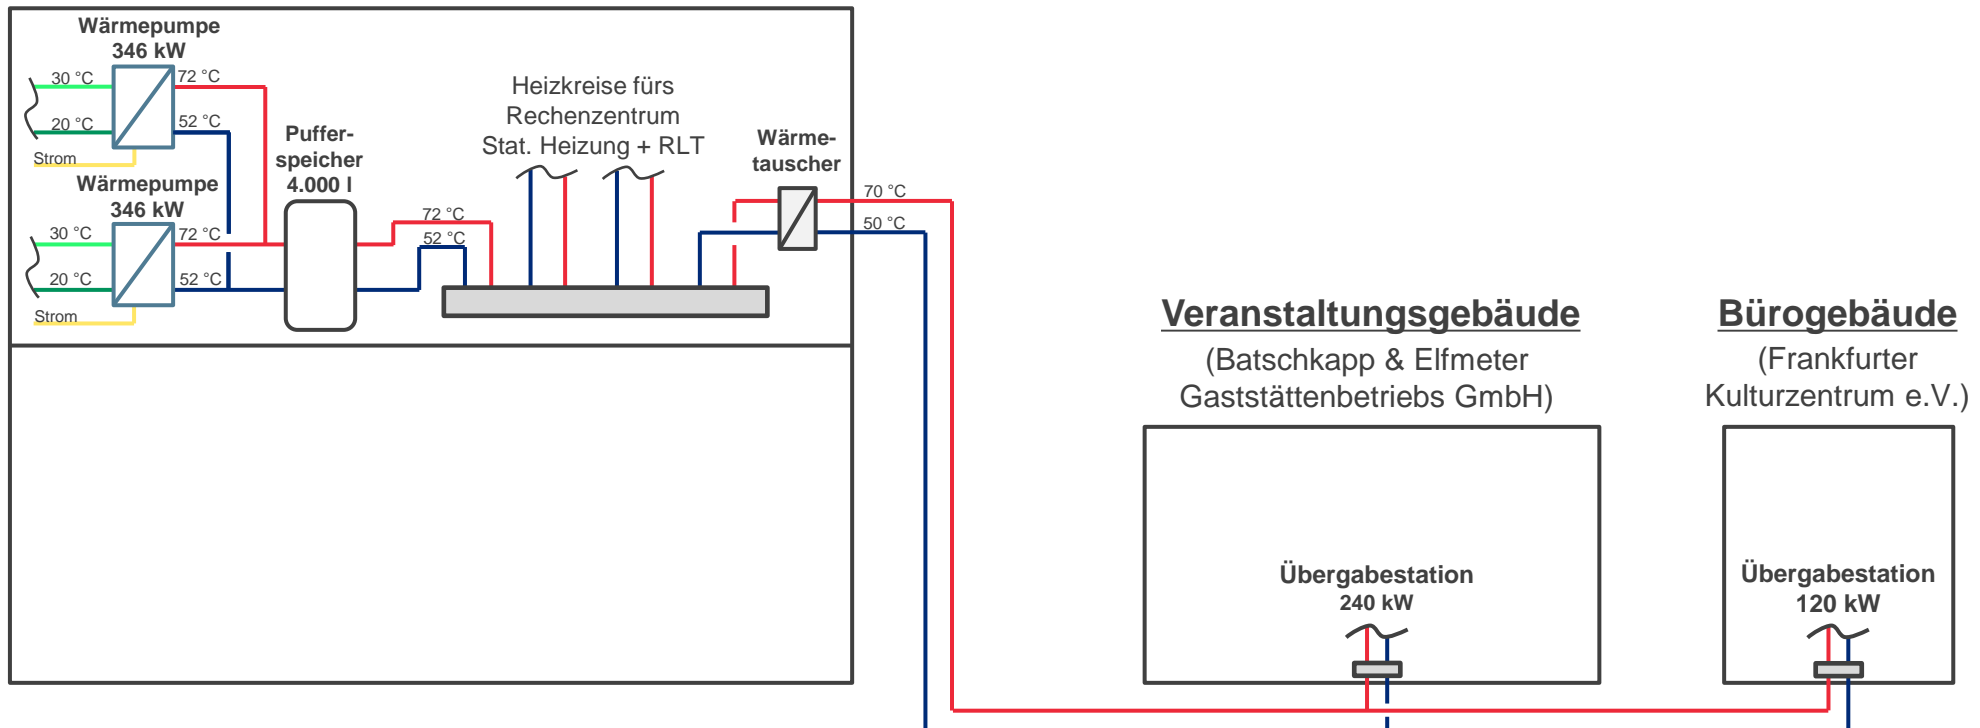 Wärmepumpe
346 kW
30 °C
72 °C
20 °C
52 °C
Strom
Wärmepumpe
346 kW
30 °C
72 °C
20 °C
52 °C
Strom
Puffer-
speicher
4.000 l
72 °C
52 °C
Heizkreise fürs
Rechenzentrum
Stat. Heizung + RLT
Wärme-
tauscher
70 °C
50 °C
Veranstaltungsgebäude
(Batschkapp & Elfmeter
Gaststättenbetriebs GmbH)
Übergabestation
240 kW
Bürogebäude
(Frankfurter
Kulturzentrum e.V.)
Übergabestation
120 kW